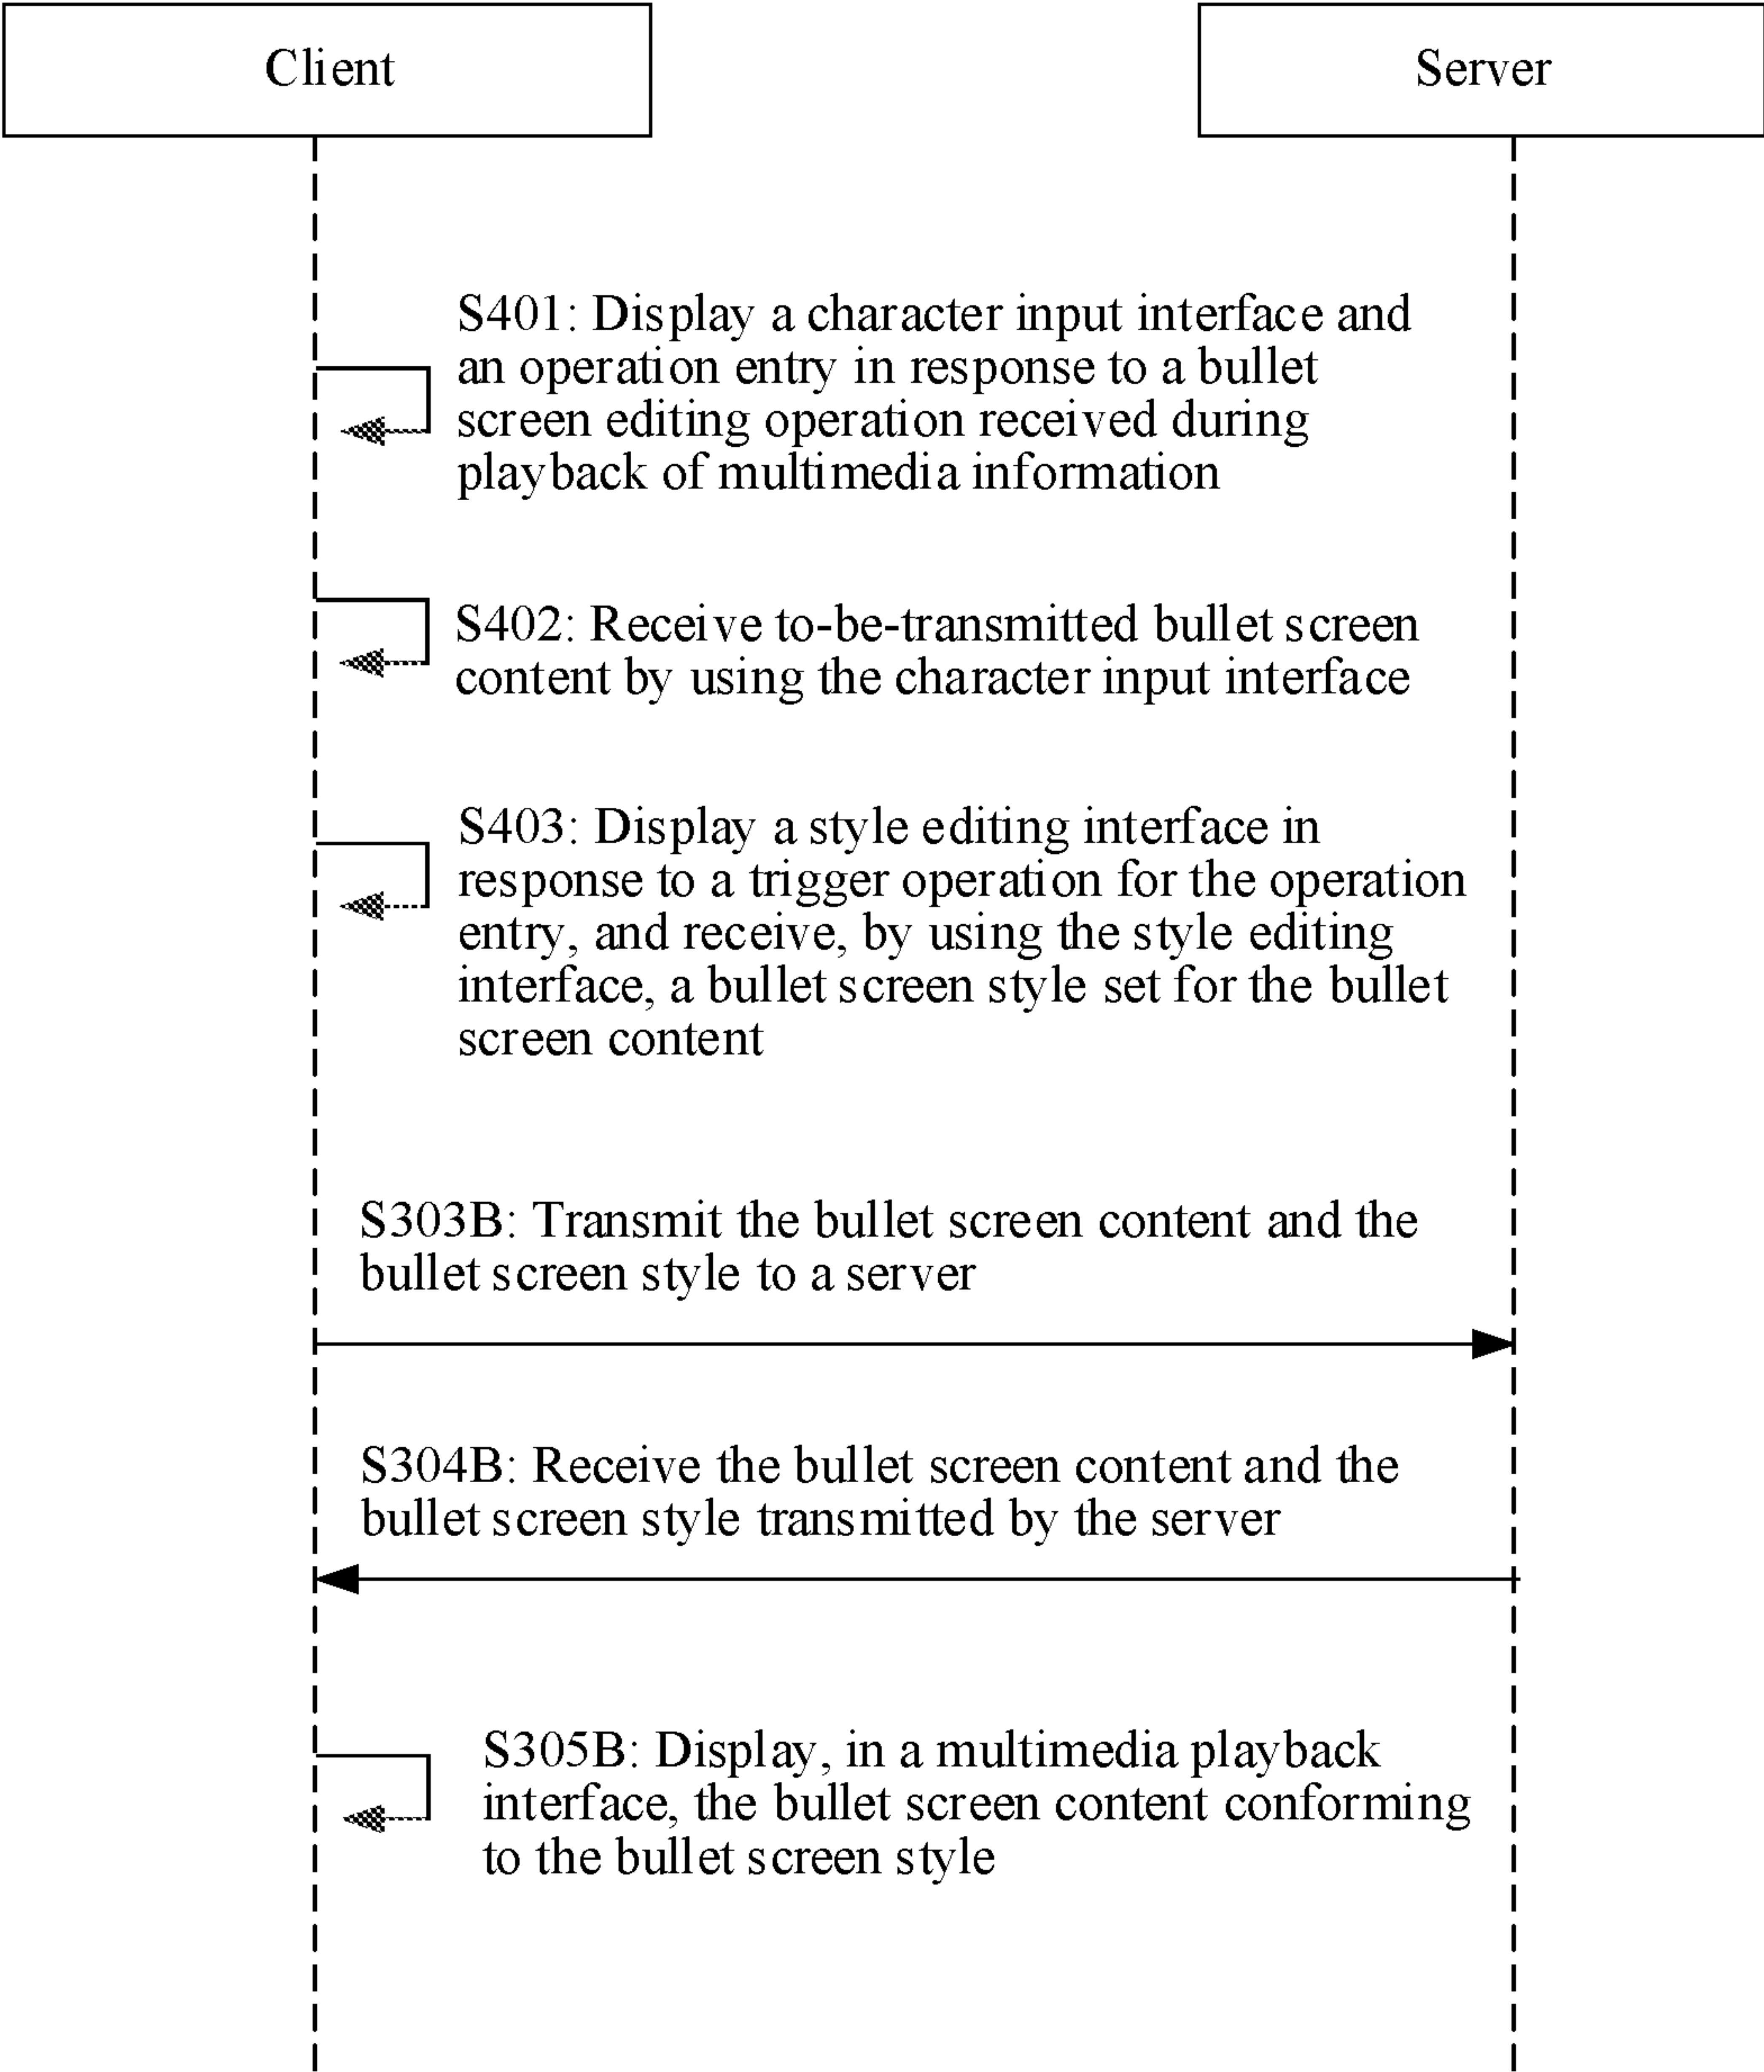 Client
Server
S401: Display a character input interface and
an operation entry in response to a bullet
screen editing operation received during
playback of multimedia information
S402: Receive to-be-transmitted bullet screen
content by using the character input interface
S403: Display a style editing interface in
response to a trigger operation for the operation
entry, and receive, by using the style editing
interface, a bullet screen style set for the bullet
screen content
S303B: Transmit the bullet screen content and the
bullet screen style to a server
S304B: Receive the bullet screen content and the
bullet screen style transmitted by the server
S305B: Display, in a multimedia playback
interface, the bullet screen content conforming
to the bullet screen style